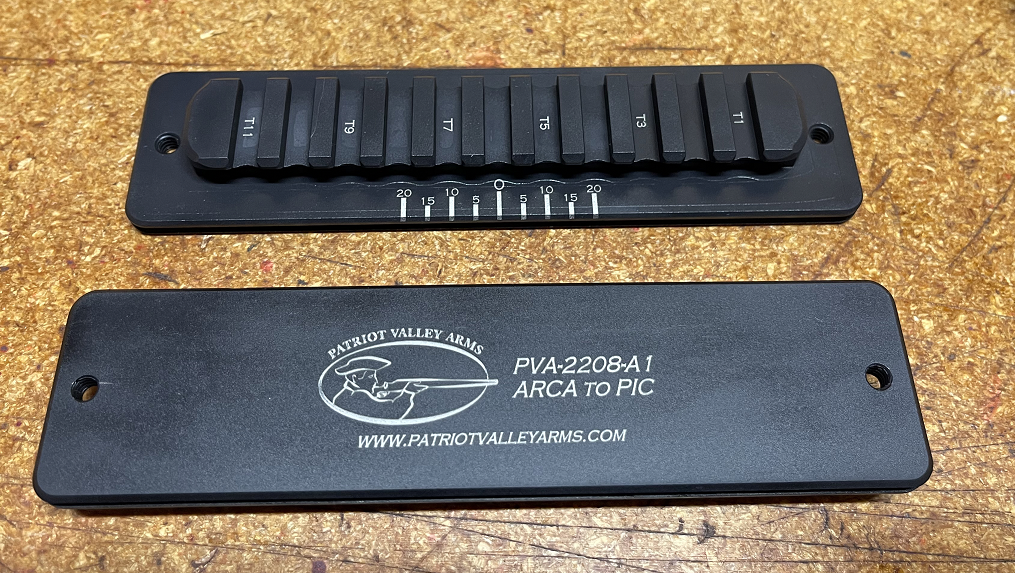 T11 T9 T7 T5 T3 T1
20 15 10 5 0 5 10 15 20
PATRIOT VALLEY ARMS
PVA-2208-A1
ARCA TO PIC
WWW.PATRIOTVALLEYARMS.COM